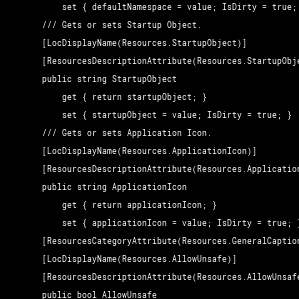 set { defaultNamespace = value; IsDirty = true;
/// Gets or sets Startup Object.
[LocDisplayName(Resources.StartupObject)]
[ResourcesDescriptionAttribute(Resources.StartupObje
public string StartupObject
get { return startupObject; }
set { startupObject = value; IsDirty = true; }
/// Gets or sets Application Icon.
[LocDisplayName(Resources.ApplicationIcon)]
[ResourcesDescriptionAttribute(Resources.Application
public string ApplicationIcon
get { return applicationIcon; }
set { applicationIcon = value; IsDirty = true; }
[ResourcesCategoryAttribute(Resources.GeneralCaption
[LocDisplayName(Resources.AllowUnsafe)]
[ResourcesDescriptionAttribute(Resources.AllowUnsafe
public bool AllowUnsafe